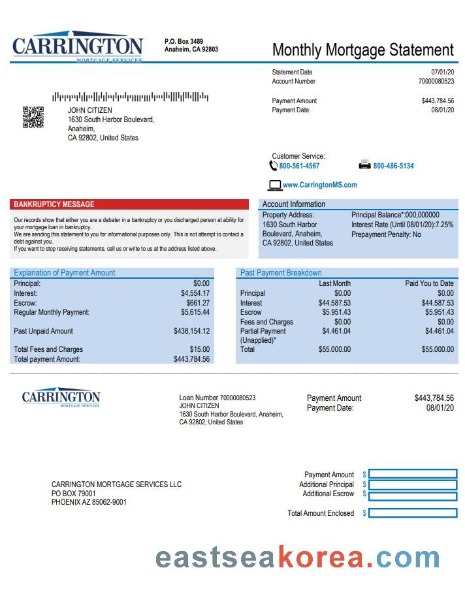 CARRINGTON
MORTGAGE SERVICES
P.O. Box 3489
Anaheim, CA 92803
Monthly Mortgage Statement
Statement Date 07/01/20
Account Number 70000080523
Payment Amount $443,784.56
Payment Date: 08/01/20
JOHN CITIZEN
1630 South Harbor Boulevard,
Anaheim,
CA 92802, United States
Customer Service:
800-561-4567 800-486-5134
www.CarringtonMS.com
BANKRUPTCY MESSAGE
Our records show that either you are a debater in a bankruptcy or you discharged person at ability for
your mortgage loan in bankruptcy.
We are sending this statement to you for informational purposes only. This is not attempt to contact a
debt against you.
If you want to stop receiving statements, call us or write to us at the address listed above.
Account Information
Property Address:
1630 South Harbor
Boulevard, Anaheim,
CA 92802, United States
Principal Balance*:000,000000
Interest Rate (Until 08/01/20):7.25%
Prepayment Penalty: No
Explanation of Payment Amount
Principal: $0.00
Interest: $4,554.17
Escrow: $661.27
Regular Monthly Payment: $5,615.44
Past Unpaid Amount $438,154.12
Total Fees and Charges $15.00
Total payment Amount: $443,784.56
Past Payment Breakdown
Last Month Paid You to Date
Principal $0.00 $0.00
Interest $44,587.53 $44,587.53
Escrow $5,951.43 $5,951.43
Fees and Charges $0.00 $0.00
Partial Payment $4,461.04 $4,461.04
(Unapplied)*
Total $55,000.00 $55,000.00
CARRINGTON
MORTGAGE SERVICES
Loan Number 70000080523
JOHN CITIZEN
1630 South Harbor Boulevard, Anaheim,
CA 92802, United States
Payment Amount $443,784.56
Payment Date: 08/01/20
CARRINGTON MORTGAGE SERVICES LLC
PO BOX 79001
PHOENIX AZ 85062-9001
Payment Amount $
Additional Principal $
Additional Escrow $
Total Amount Enclosed $
eastseakorea.com